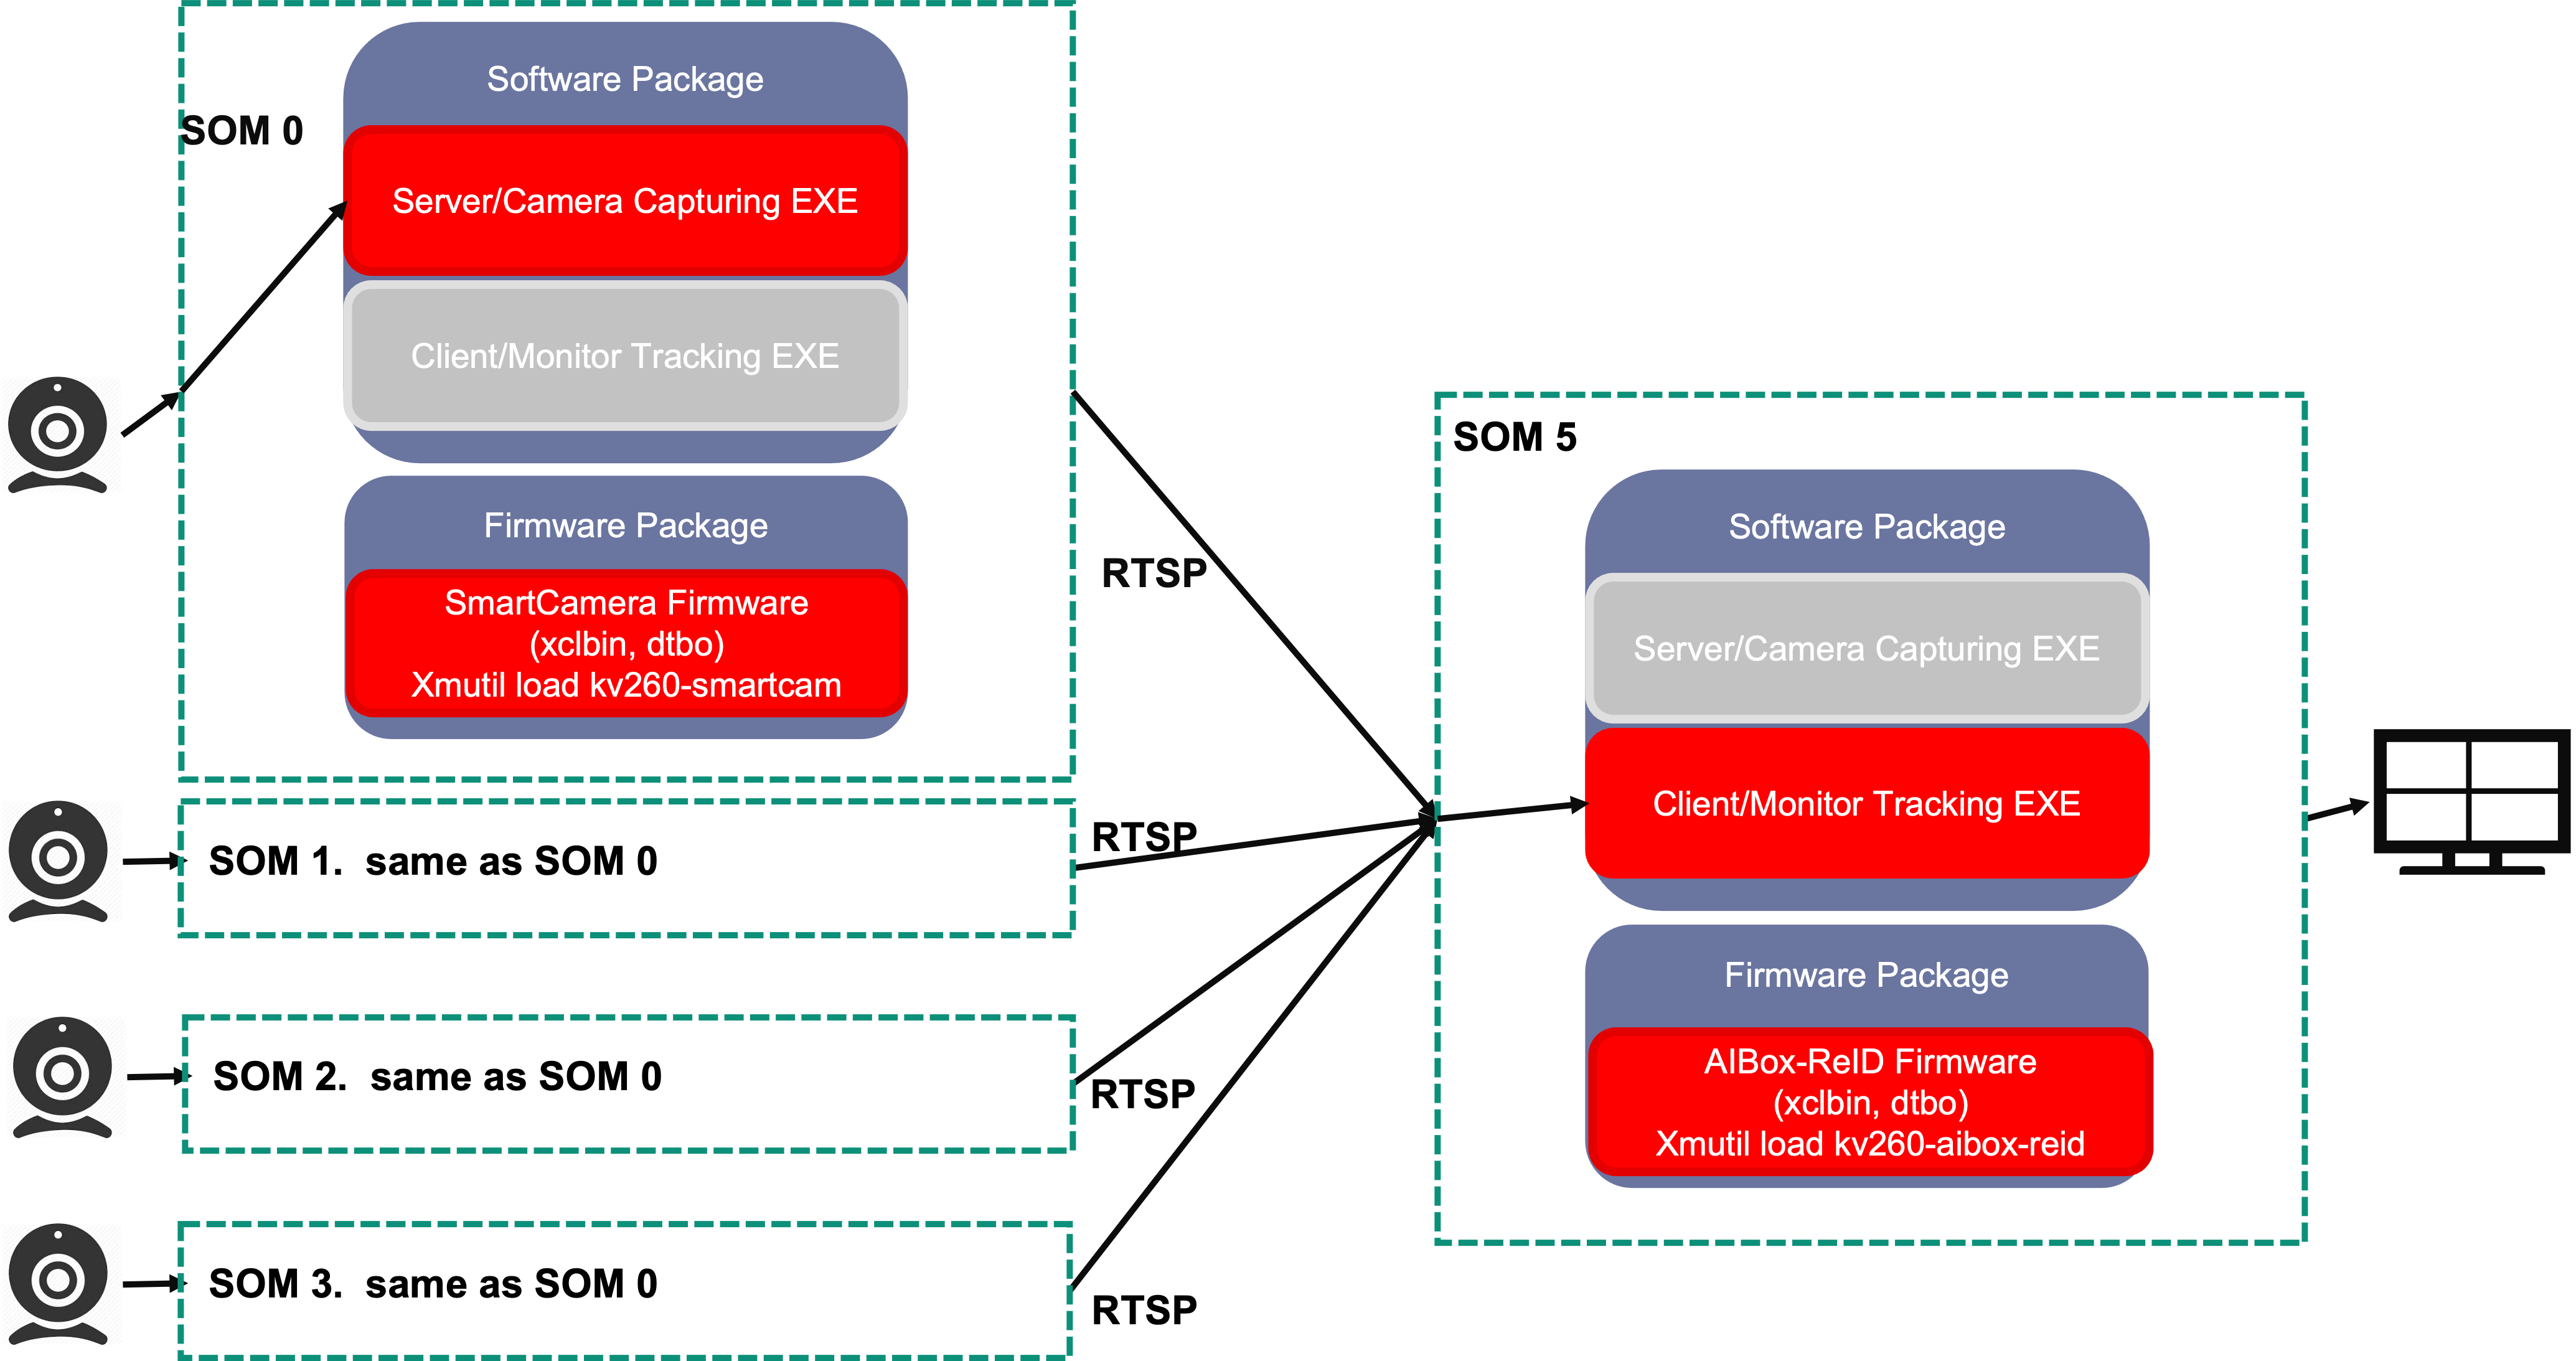 SOM 0
Software Package
Server/Camera Capturing EXE
Client/Monitor Tracking EXE
Firmware Package
SmartCamera Firmware
(xclbin, dtbo)
Xmutil load kv260-smartcam
RTSP
SOM 1.  same as SOM 0
RTSP
SOM 2.  same as SOM 0
RTSP
SOM 3.  same as SOM 0
RTSP
SOM 5
Software Package
Server/Camera Capturing EXE
Client/Monitor Tracking EXE
Firmware Package
AIBox-ReID Firmware
(xclbin, dtbo)
Xmutil load kv260-aibox-reid